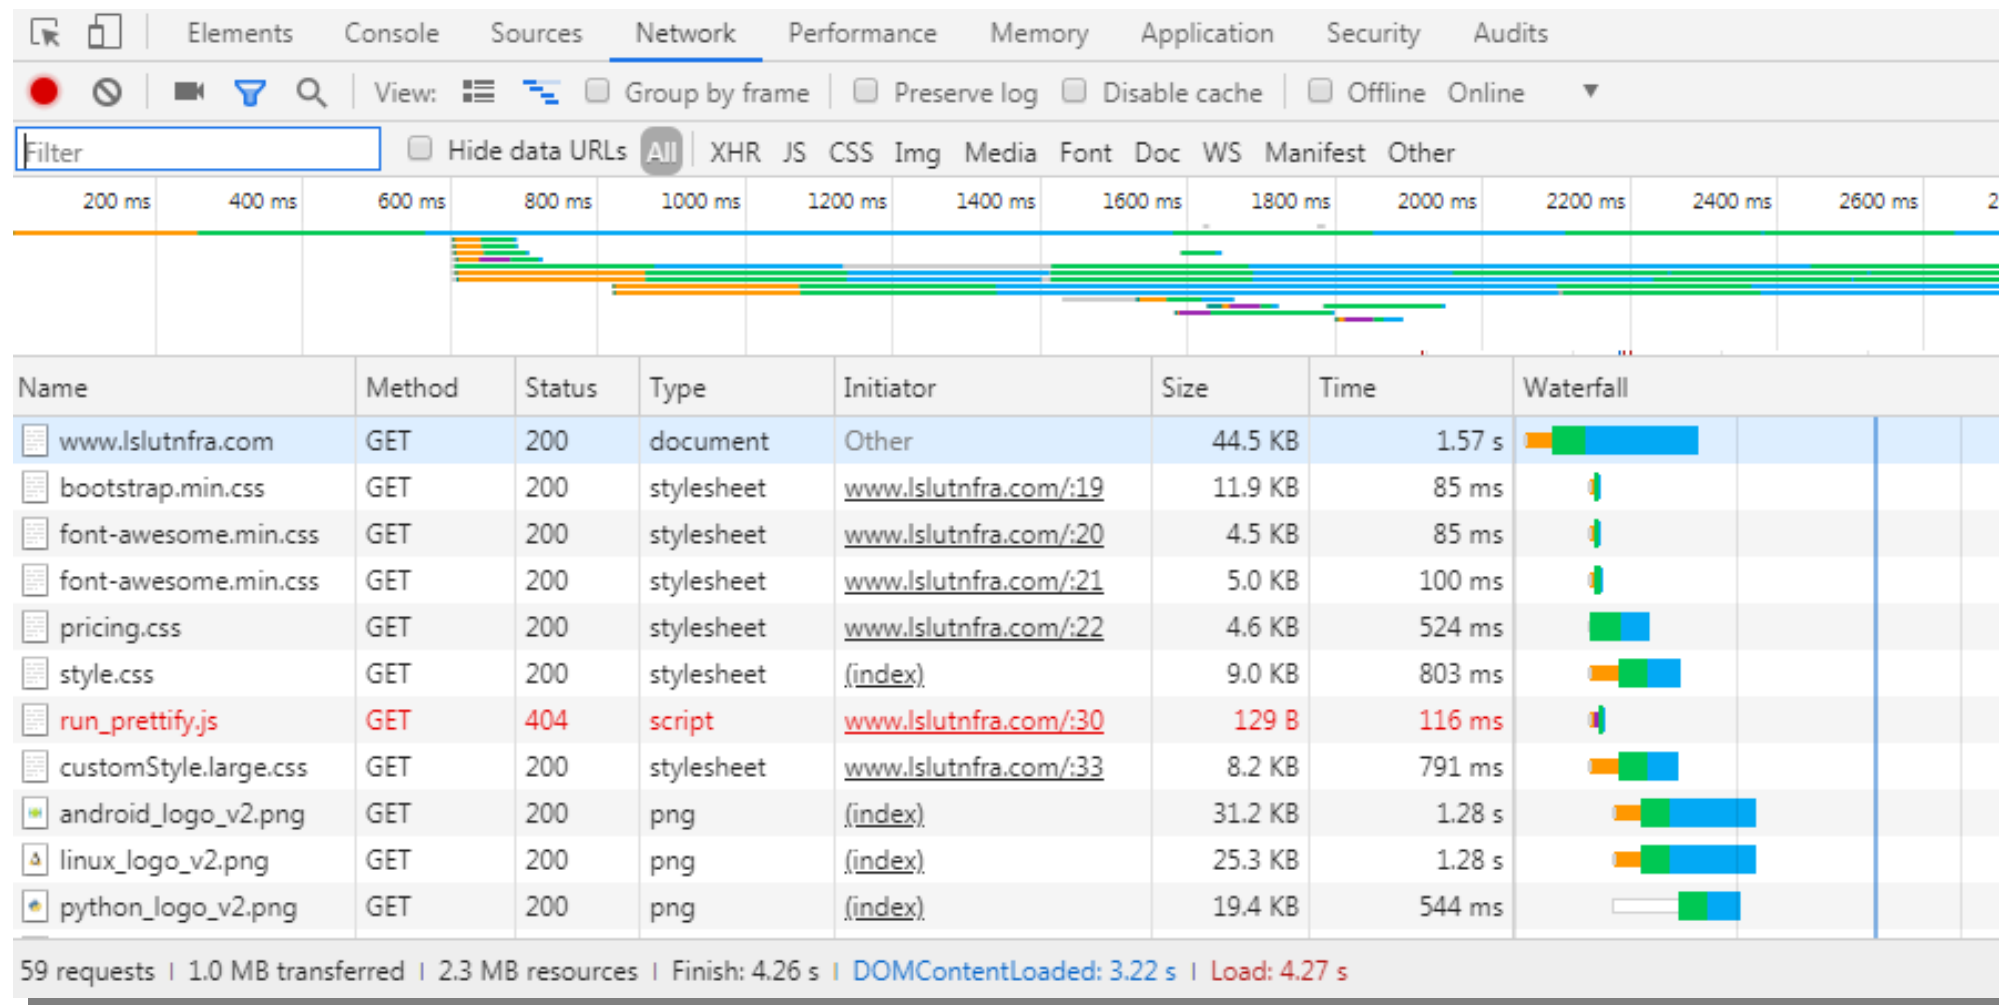 Elements Console Sources Network Performance Memory Application Security Audits
View: Group by frame Preserve log Disable cache Offline Online
Filter Hide data URLs All XHR JS CSS Img Media Font Doc WS Manifest Other
200 ms 400 ms 600 ms 800 ms 1000 ms 1200 ms 1400 ms 1600 ms 1800 ms 2000 ms 2200 ms 2400 ms 2600 ms 2
Name Method Status Type Initiator Size Time Waterfall
www.lslutnfra.com GET 200 document Other 44.5 KB 1.57 s
bootstrap.min.css GET 200 stylesheet www.lslutnfra.com/:19 11.9 KB 85 ms
font-awesome.min.css GET 200 stylesheet www.lslutnfra.com/:20 4.5 KB 85 ms
font-awesome.min.css GET 200 stylesheet www.lslutnfra.com/:21 5.0 KB 100 ms
pricing.css GET 200 stylesheet www.lslutnfra.com/:22 4.6 KB 524 ms
style.css GET 200 stylesheet (index) 9.0 KB 803 ms
run_prettify.js GET 404 script www.lslutnfra.com/:30 129 B 116 ms
customStyle.large.css GET 200 stylesheet www.lslutnfra.com/:33 8.2 KB 791 ms
android_logo_v2.png GET 200 png (index) 31.2 KB 1.28 s
linux_logo_v2.png GET 200 png (index) 25.3 KB 1.28 s
python_logo_v2.png GET 200 png (index) 19.4 KB 544 ms
59 requests | 1.0 MB transferred | 2.3 MB resources | Finish: 4.26 s | DOMContentLoaded: 3.22 s | Load: 4.27 s